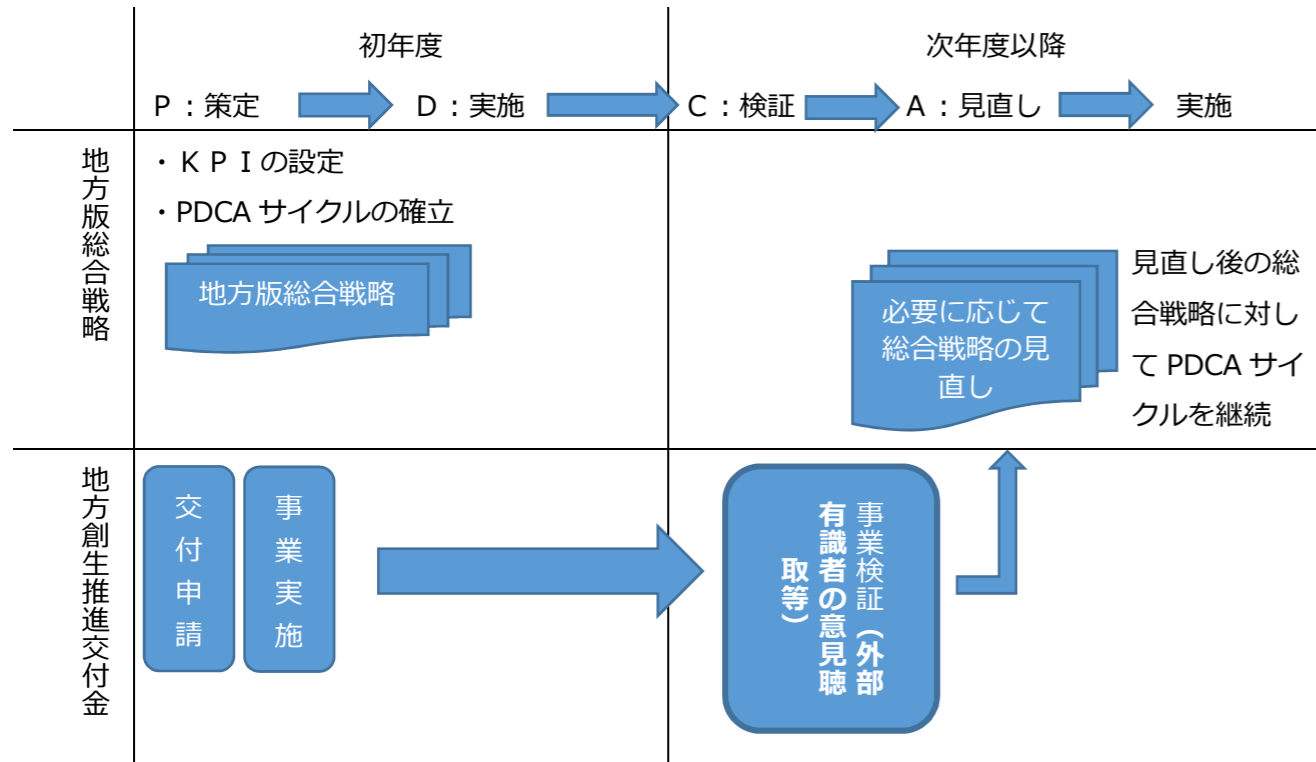 初年度
次年度以降
P：策定
D：実施
C：検証
A：見直し
実施
地方版総合戦略
・ＫＰＩの設定
・PDCA サイクルの確立
地方版総合戦略
必要に応じて
総合戦略の見
直し
見直し後の総
合戦略に対し
て PDCA サイ
クルを継続
地方創生推進交付金
交付申請
事業実施
事業検証（外部
有識者の意見聴
取等）